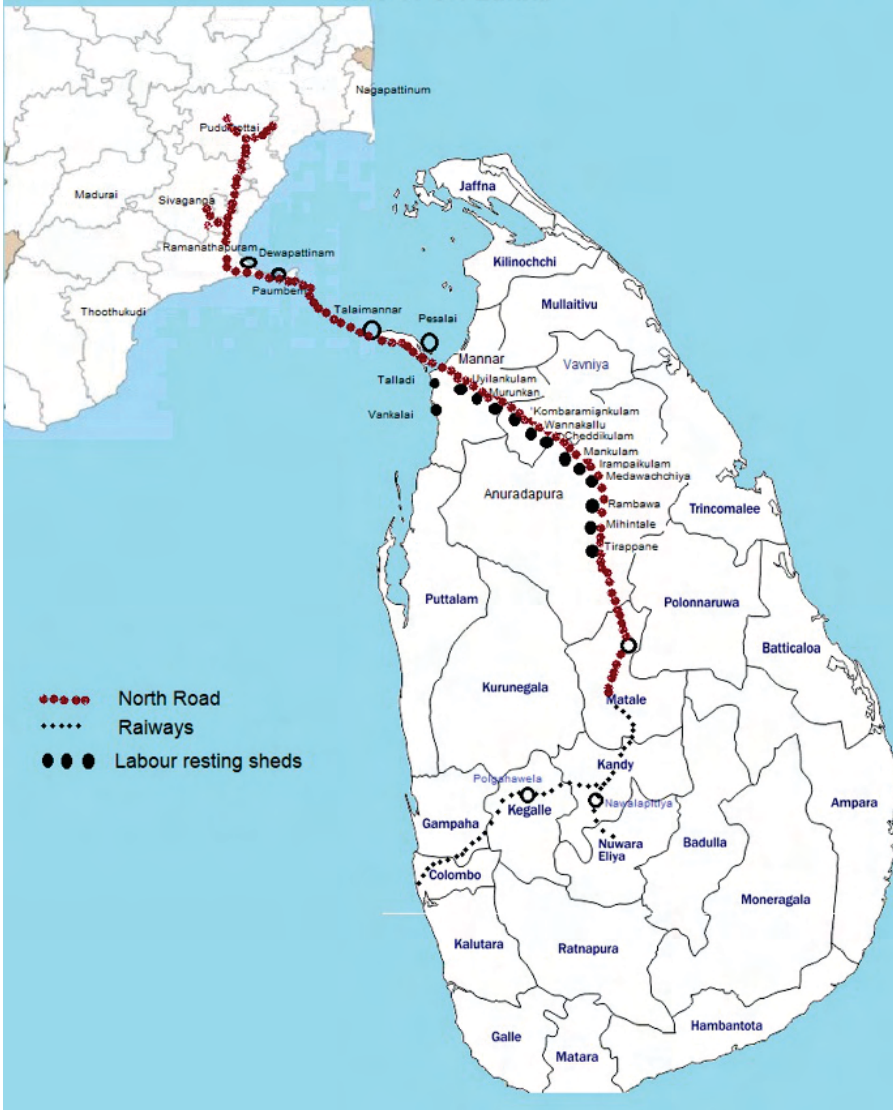 Nagapattinum
Pudukottai
Madurai
Sivaganga
Ramanathapuram
Dewapattinam
Paumben
Thoothukudi
Talaimannar
Pesalai
Jaffna
Kilinochchi
Mullaitivu
Mannar
Vavniya
Talladi
Uyilankulam
Murunkan
Vankalai
'Kombaramiankulam
Wannakallu
Cheddikulam
Mankulam
Irampaikulam
Medawachchiya
Anuradapura
Rambawa
Trincomalee
Mihintale
Tirappane
Puttalam
Polonnaruwa
Batticaloa
Kurunegala
Matale
North Road
Raiways
Labour resting sheds
Kandy
Polganawela
Nawalapitiya
Kegalle
Ampara
Gampaha
Nuwara
Eliya
Badulla
Colombo
Moneragala
Kalutara
Ratnapura
Hambantota
Galle
Matara